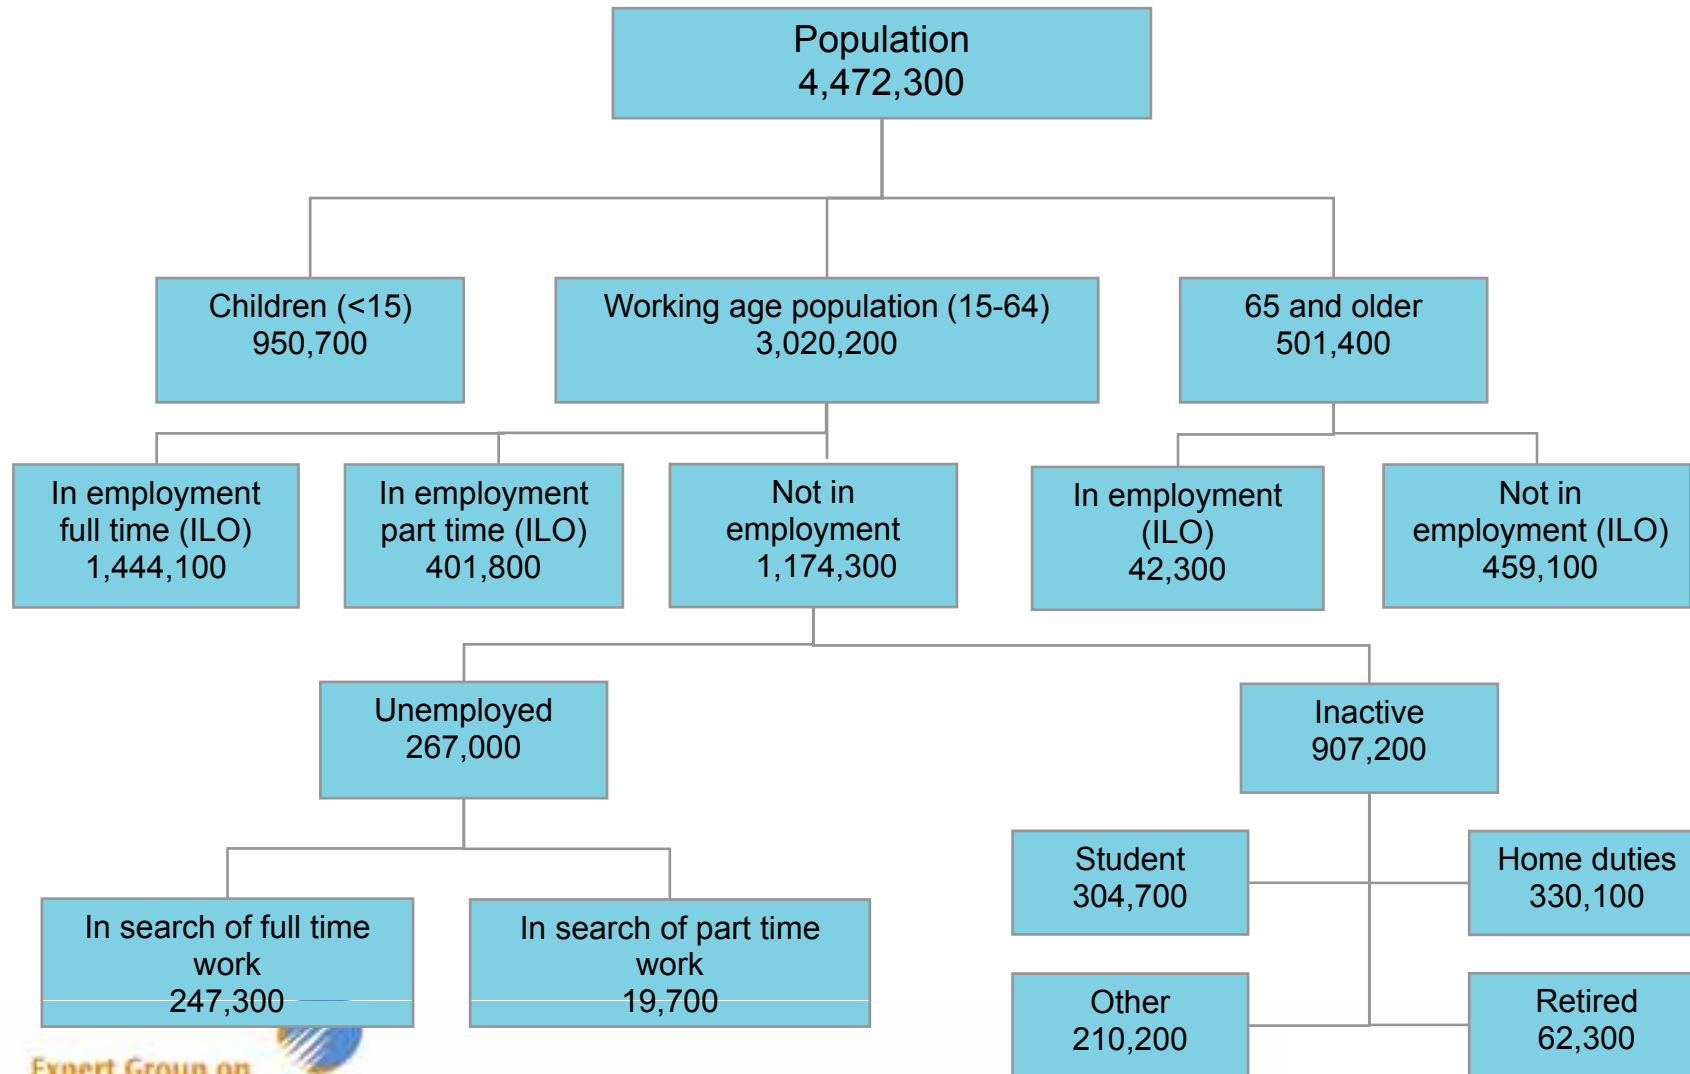 Population
4,472,300
Children (<15)
950,700
Working age population (15-64)
3,020,200
65 and older
501,400
In employment
full time (ILO)
1,444,100
In employment
part time (ILO)
401,800
Not in
employment
1,174,300
In employment
(ILO)
42,300
Not in
employment (ILO)
459,100
Unemployed
267,000
Inactive
907,200
In search of full time
work
247,300
In search of part time
work
19,700
Student
304,700
Home duties
330,100
Other
210,200
Retired
62,300
Expert Group on